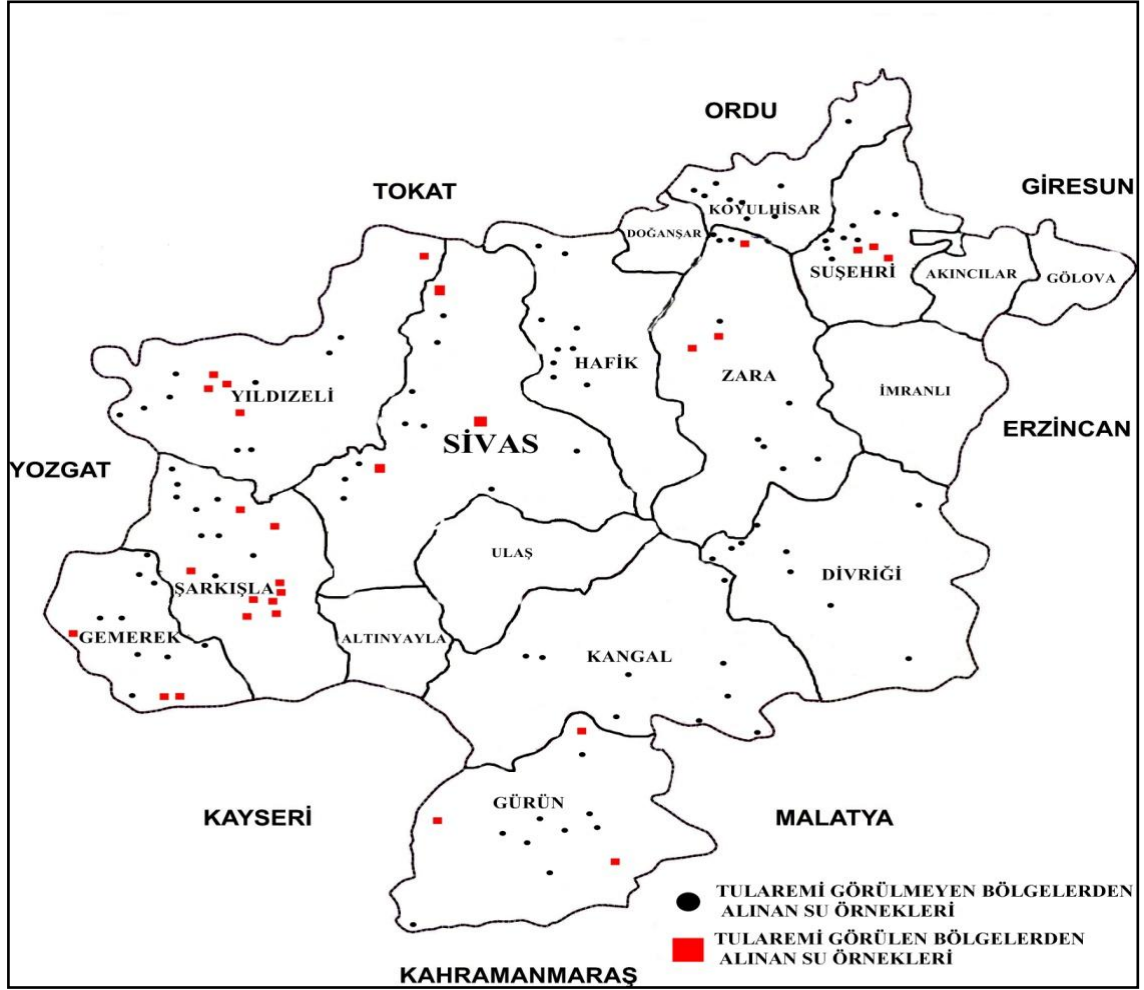 ORDU
GİRESUN
TOKAT
KOYULHİSAR
DOĞANŞAR
SUŞEHRİ
AKINCILAR
GÖLOVA
HAFİK
ZARA
İMRANLI
YILDIZELİ
SİVAS
ERZİNCAN
YOZGAT
ULAŞ
DİVRİĞİ
ŞARKIŞLA
GEMEREK
ALTINYAYLA
KANGAL
GÜRÜN
KAYSERİ
MALATYA
TULAREMİ GÖRÜLMEYEN BÖLGELERDEN
ALINAN SU ÖRNEKLERİ
TULAREMİ GÖRÜLEN BÖLGELERDEN
ALINAN SU ÖRNEKLERİ
KAHRAMANMARAŞ